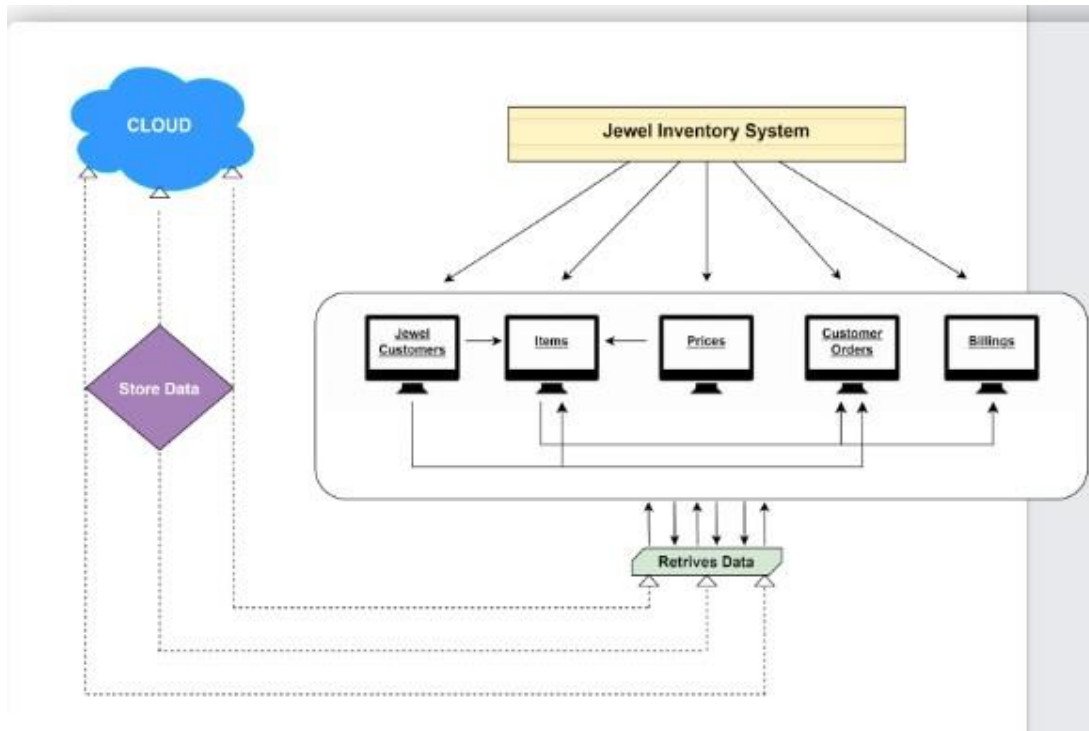 CLOUD
Jewel Inventory System
Jewel
Customers
Items
Prices
Customer
Orders
Billings
Store Data
Retrives Data